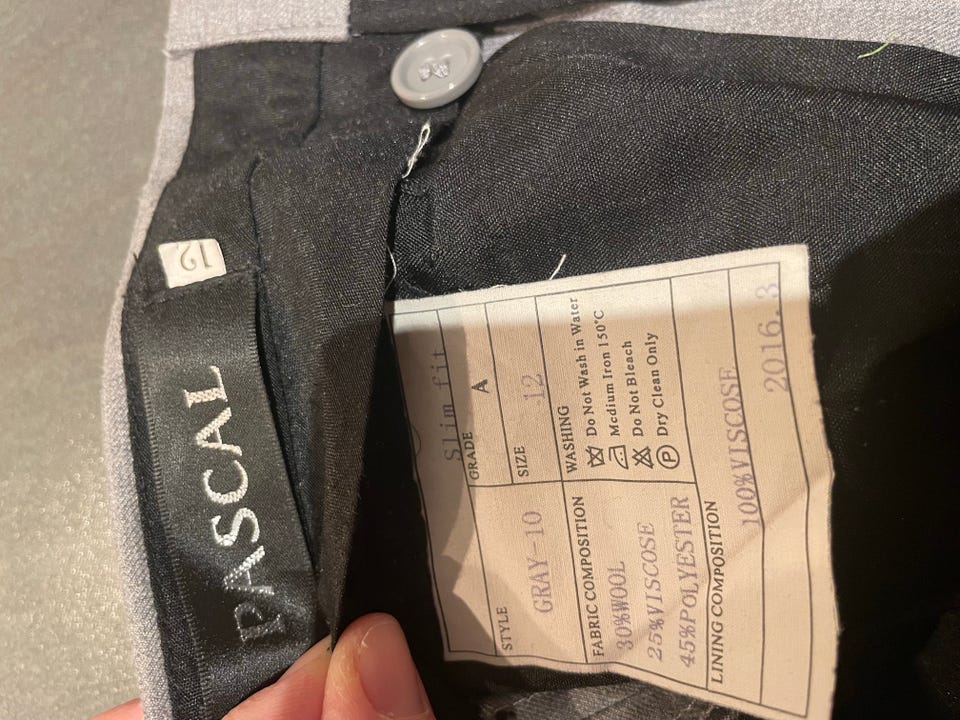 12
PASCAL
Slim fit
GRADE A
STYLE GRAY-10
SIZE 12
FABRIC COMPOSITION
30%WOOL
25%VISCOSE
45%POLYESTER
WASHING
Do Not Wash in Water
Medium Iron 150°C
Do Not Bleach
Dry Clean Only
LINING COMPOSITION
100%VISCOSE
2016.3